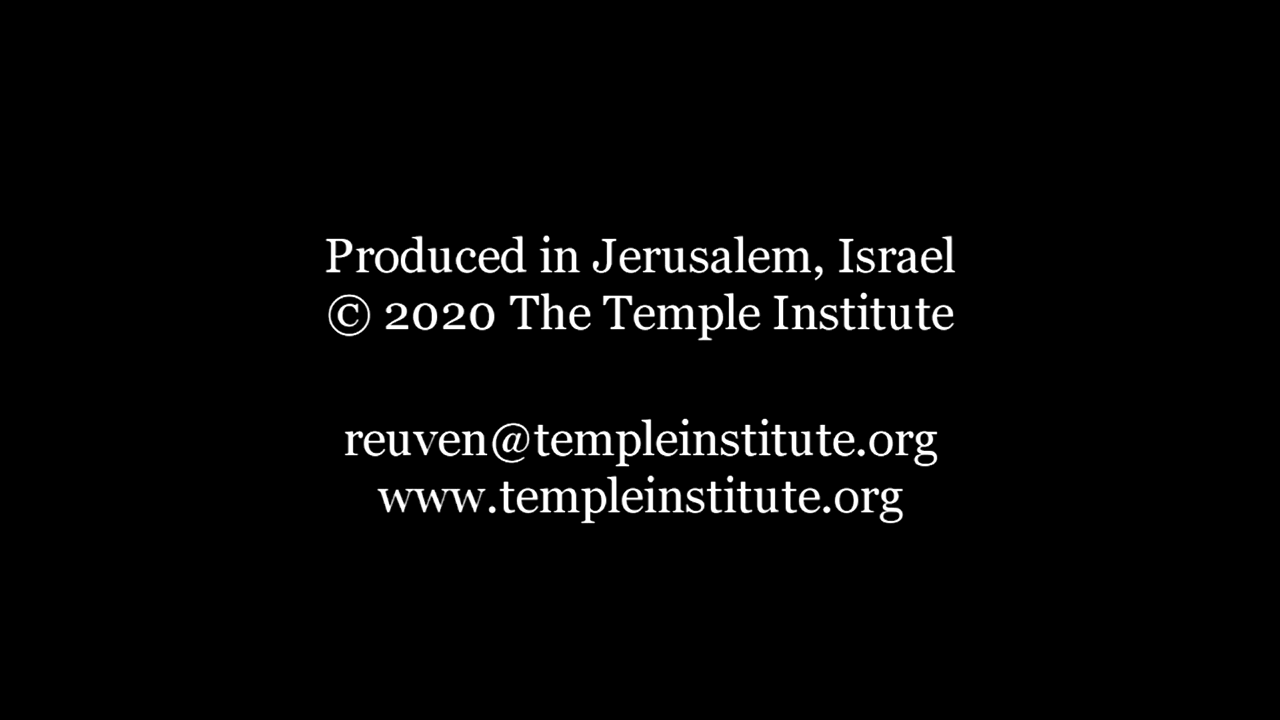 Produced in Jerusalem, Israel
© 2020 The Temple Institute
reuven@templeinstitute.org
www.templeinstitute.org